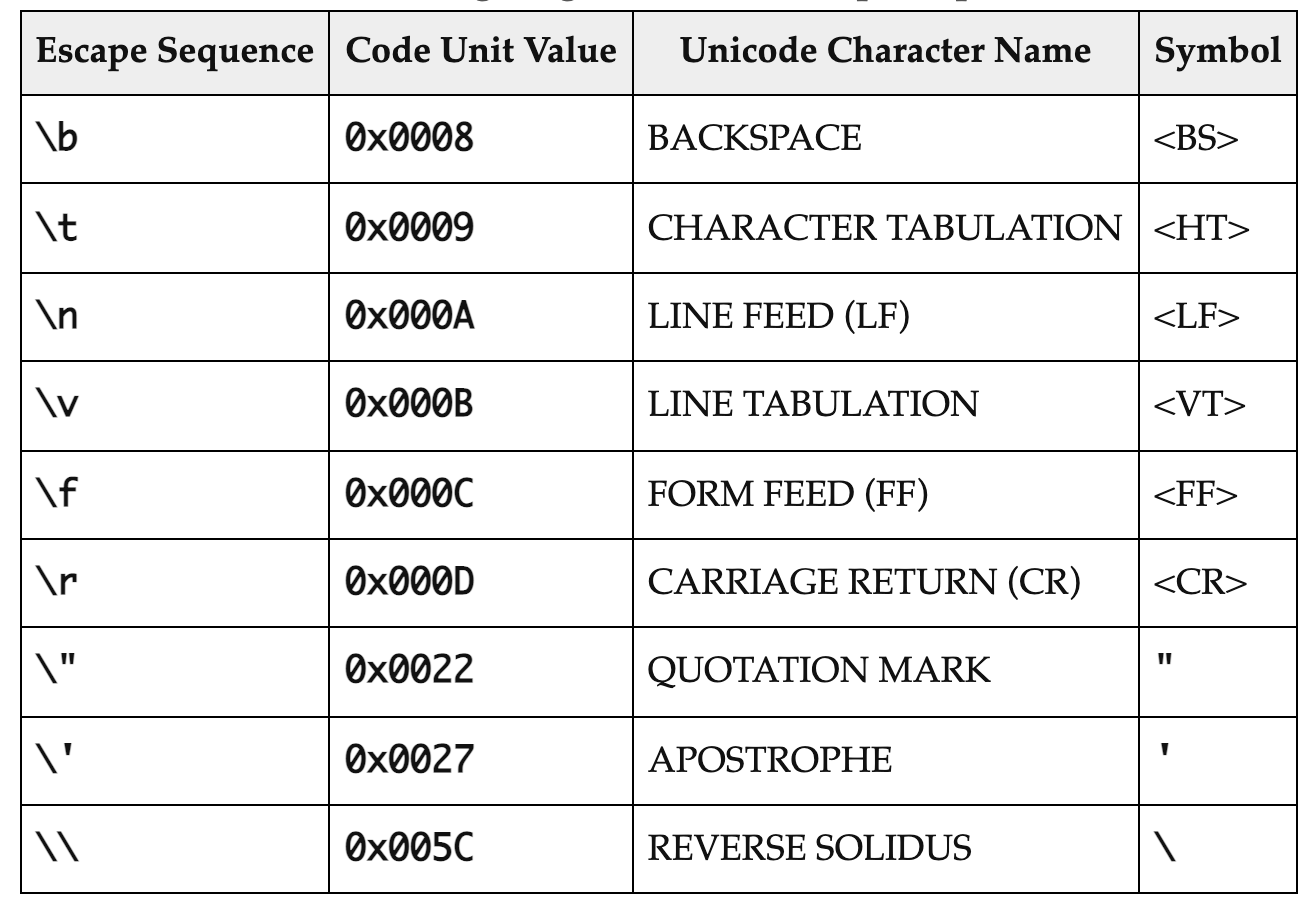 Escape Sequence Code Unit Value Unicode Character Name Symbol
\b 0x0008 BACKSPACE <BS>
\t 0x0009 CHARACTER TABULATION <HT>
\n 0x000A LINE FEED (LF) <LF>
\v 0x000B LINE TABULATION <VT>
\f 0x000C FORM FEED (FF) <FF>
\r 0x000D CARRIAGE RETURN (CR) <CR>
\" 0x0022 QUOTATION MARK "
\' 0x0027 APOSTROPHE '
\\ 0x005C REVERSE SOLIDUS \